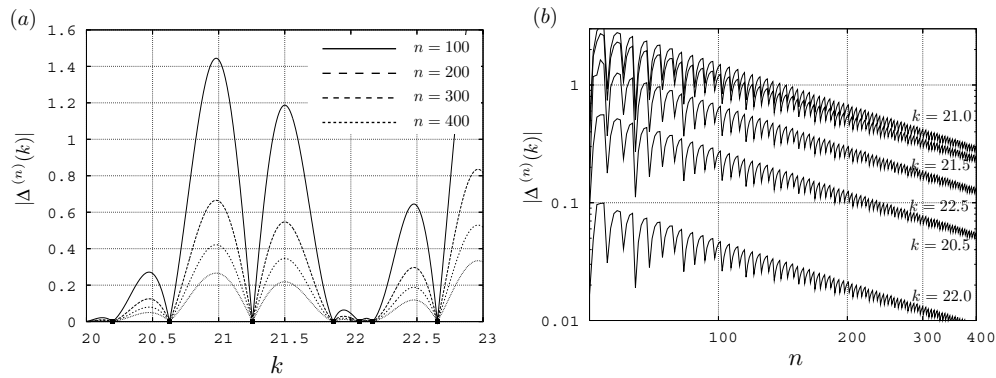 (a)
1.6
1.4
1.2
1
0.8
0.6
0.4
0.2
0
|Δ^(n)(k)|
20 20.5 21 21.5 22 22.5 23
k
n = 100
n = 200
n = 300
n = 400
(b)
1
0.1
0.01
|Δ^(n)(k)|
100 200 300 400
n
k = 21.0
k = 21.5
k = 22.5
k = 20.5
k = 22.0